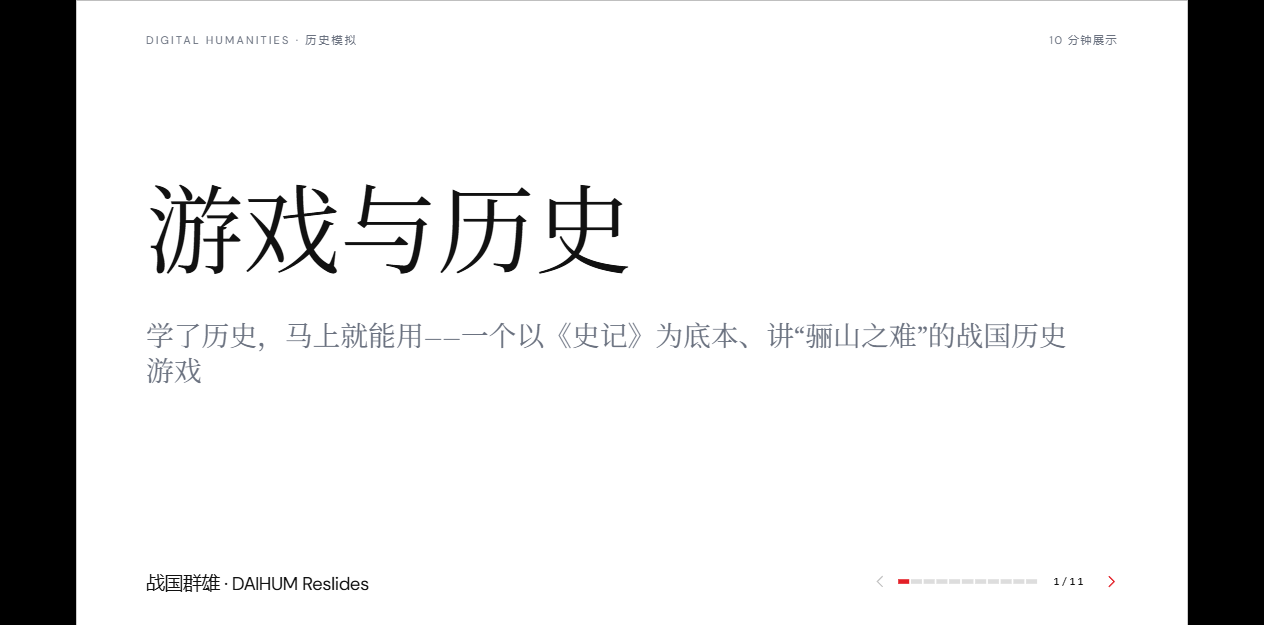 DIGITAL HUMANITIES · 历史模拟
10 分钟展示
游戏与历史
学了历史，马上就能用——一个以《史记》为底本、讲“骊山之难”的战国历史
游戏
战国群雄 · DAIHUM Reslides
1/11